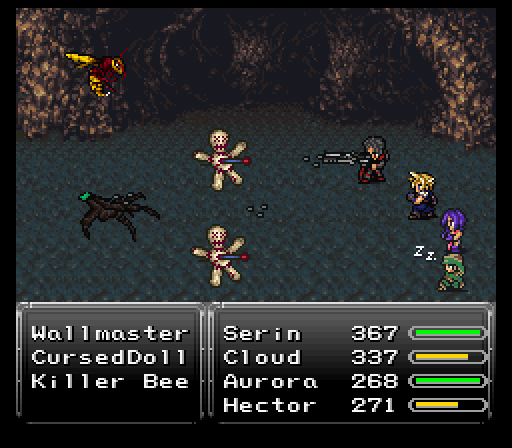 z z.
Wallmaster
CursedDoll
Killer Bee
Serin 367
Cloud 337
Aurora 268
Hector 271